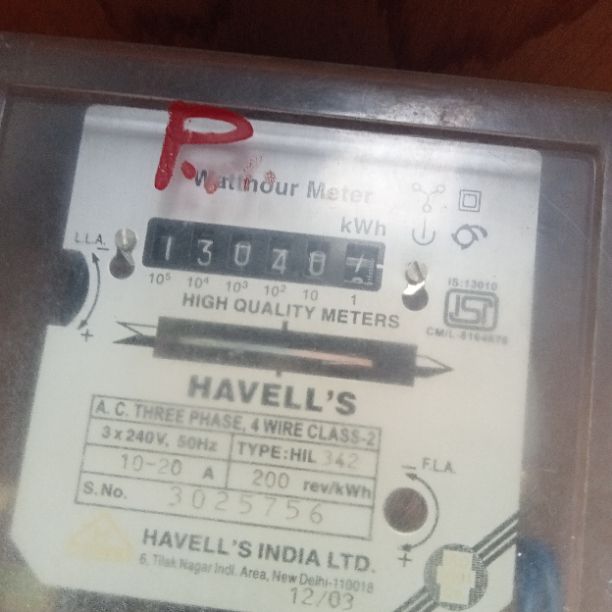 P.
Watthour Meter
kWh
L.L.A.
−
1 3 0 4 0 7
10⁵ 10⁴ 10³ 10² 10 1
HIGH QUALITY METERS
+
IS:13010
ISI
CM/L-8164876
HAVELL'S
A. C. THREE PHASE, 4 WIRE CLASS-2
3 x 240V, 50Hz TYPE:HIL 342
10-20 A 200 rev/kWh
S.No. 3025756
− F.L.A.
+
HAVELL'S INDIA LTD.
6, Tilak Nagar Indl. Area, New Delhi-110018
12/03